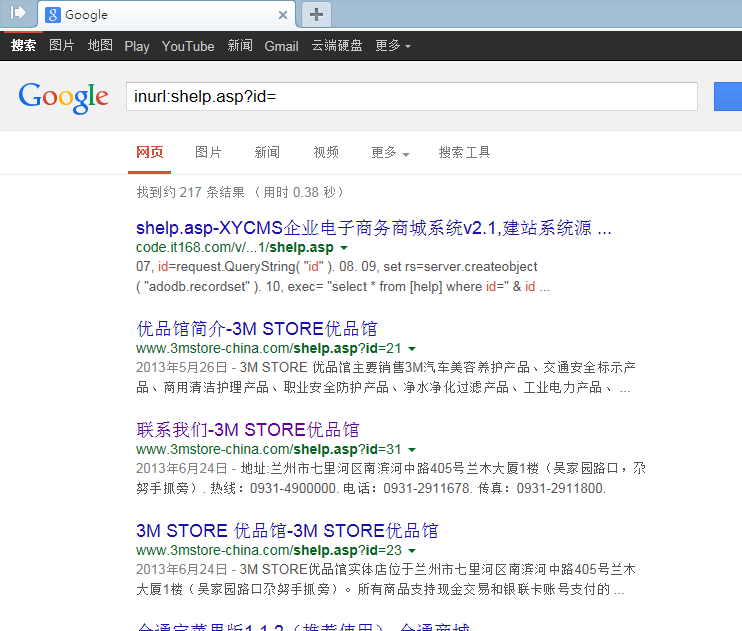 Google
搜索 图片 地图 Play YouTube 新闻 Gmail 云端硬盘 更多
Google inurl:shelp.asp?id=
网页 图片 新闻 视频 更多 搜索工具
找到约 217 条结果 （用时 0.38 秒）
shelp.asp-XYCMS企业电子商务商城系统v2.1,建站系统源 ...
code.it168.com/v/...1/shelp.asp
07, id=request.QueryString( "id" ). 08. 09, set rs=server.createobject
( "adodb.recordset" ). 10, exec= "select * from [help] where id=" & id ...
优品馆简介-3M STORE优品馆
www.3mstore-china.com/shelp.asp?id=21
2013年5月26日 - 3M STORE 优品馆主要销售3M汽车美容养护产品、交通安全标示产
品、商用清洁护理产品、职业安全防护产品、净水净化过滤产品、工业电力产品、 ...
联系我们-3M STORE优品馆
www.3mstore-china.com/shelp.asp?id=31
2013年6月24日 - 地址:兰州市七里河区南滨河中路405号兰木大厦1楼（吴家园路口，尕
努手抓旁）. 热线：0931-4900000. 电话：0931-2911678. 传真：0931-2911800.
3M STORE 优品馆-3M STORE优品馆
www.3mstore-china.com/shelp.asp?id=23
2013年6月24日 - 3M STORE优品馆实体店位于兰州市七里河区南滨河中路405号兰木
大厦1楼（吴家园路口尕努手抓旁）。所有商品支持现金交易和银联卡账号支付的 ...
全通宝苹果版1.1.2（推荐使用）-全通商城